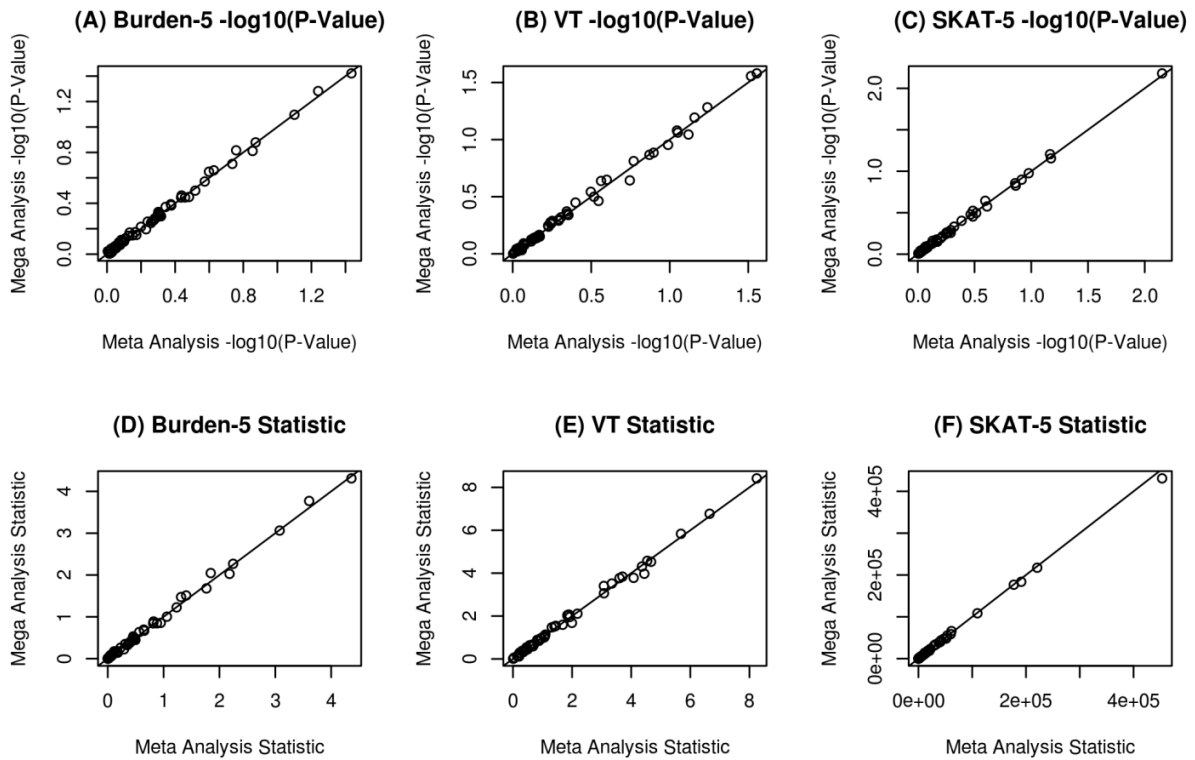 (A) Burden-5 -log10(P-Value)
Mega Analysis -log10(P-Value)
0.0 0.4 0.8 1.2
0.0 0.4 0.8 1.2
Meta Analysis -log10(P-Value)
(B) VT -log10(P-Value)
Mega Analysis -log10(P-Value)
0.0 0.5 1.0 1.5
0.0 0.5 1.0 1.5
Meta Analysis -log10(P-Value)
(C) SKAT-5 -log10(P-Value)
Mega Analysis -log10(P-Value)
0.0 1.0 2.0
0.0 0.5 1.0 1.5 2.0
Meta Analysis -log10(P-Value)
(D) Burden-5 Statistic
Mega Analysis Statistic
4
3
2
1
0
0 1 2 3 4
Meta Analysis Statistic
(E) VT Statistic
Mega Analysis Statistic
8
6
4
2
0
0 2 4 6 8
Meta Analysis Statistic
(F) SKAT-5 Statistic
Mega Analysis Statistic
0e+00 2e+05 4e+05
0e+00 2e+05 4e+05
Meta Analysis Statistic